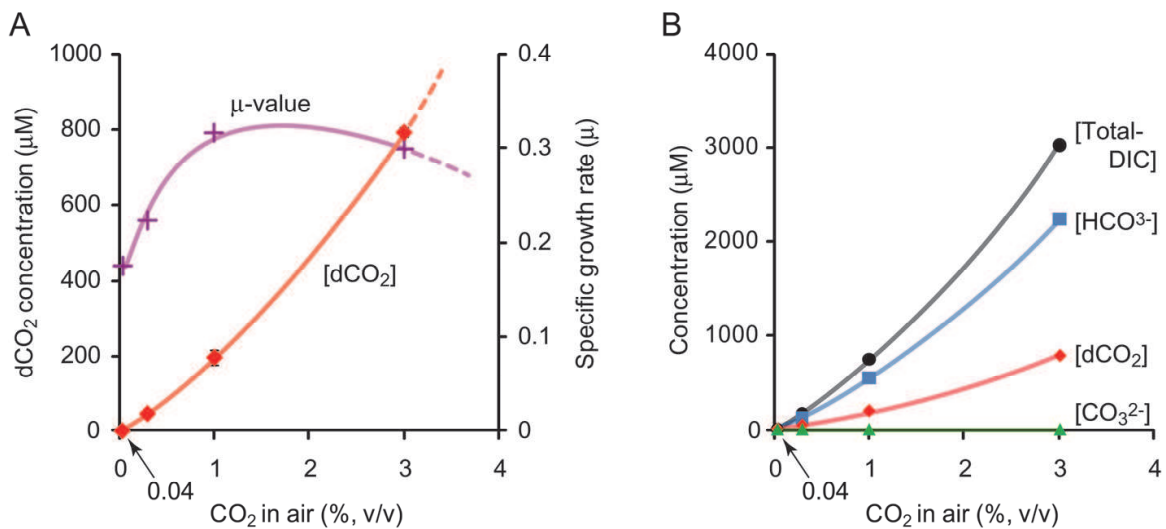 A
1000
800
600
400
200
0
dCO₂ concentration (μM)
0.4
0.3
0.2
0.1
0
Specific growth rate (μ)
μ-value
[dCO₂]
0
1
2
3
4
0.04
CO₂ in air (%, v/v)
B
4000
3000
2000
1000
0
Concentration (μM)
[Total-
DIC]
[HCO³⁻]
[dCO₂]
[CO₃²⁻]
0
1
2
3
4
0.04
CO₂ in air (%, v/v)